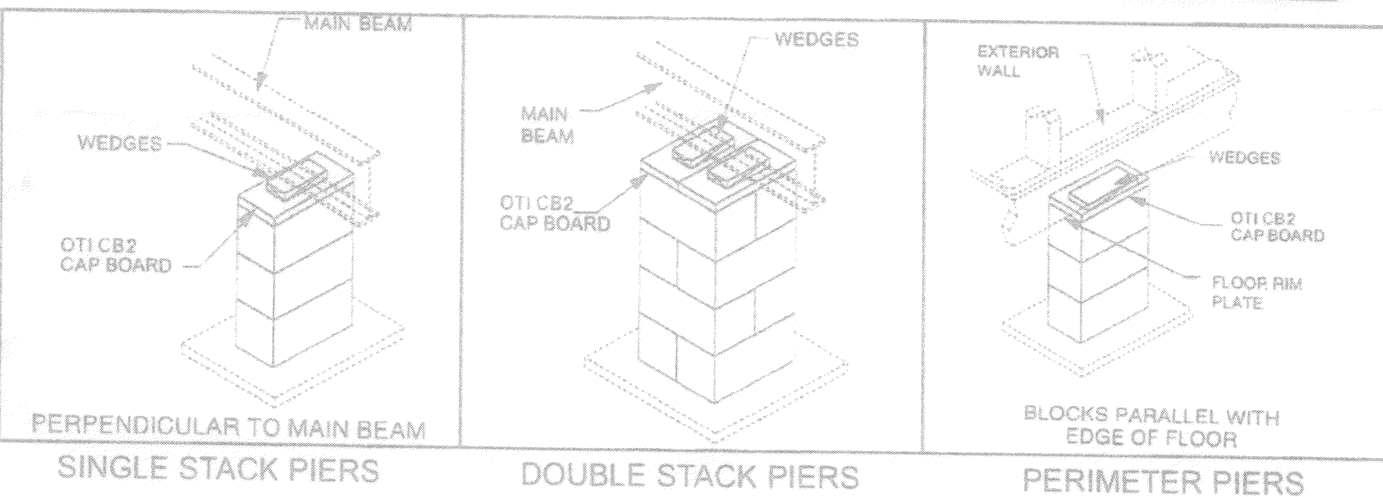 MAIN BEAM
WEDGES
OTI CB2
CAP BOARD
PERPENDICULAR TO MAIN BEAM
SINGLE STACK PIERS
WEDGES
MAIN
BEAM
OTI CB2
CAP BOARD
DOUBLE STACK PIERS
EXTERIOR
WALL
WEDGES
OTI CB2
CAP BOARD
FLOOR RIM
PLATE
BLOCKS PARALLEL WITH
EDGE OF FLOOR
PERIMETER PIERS